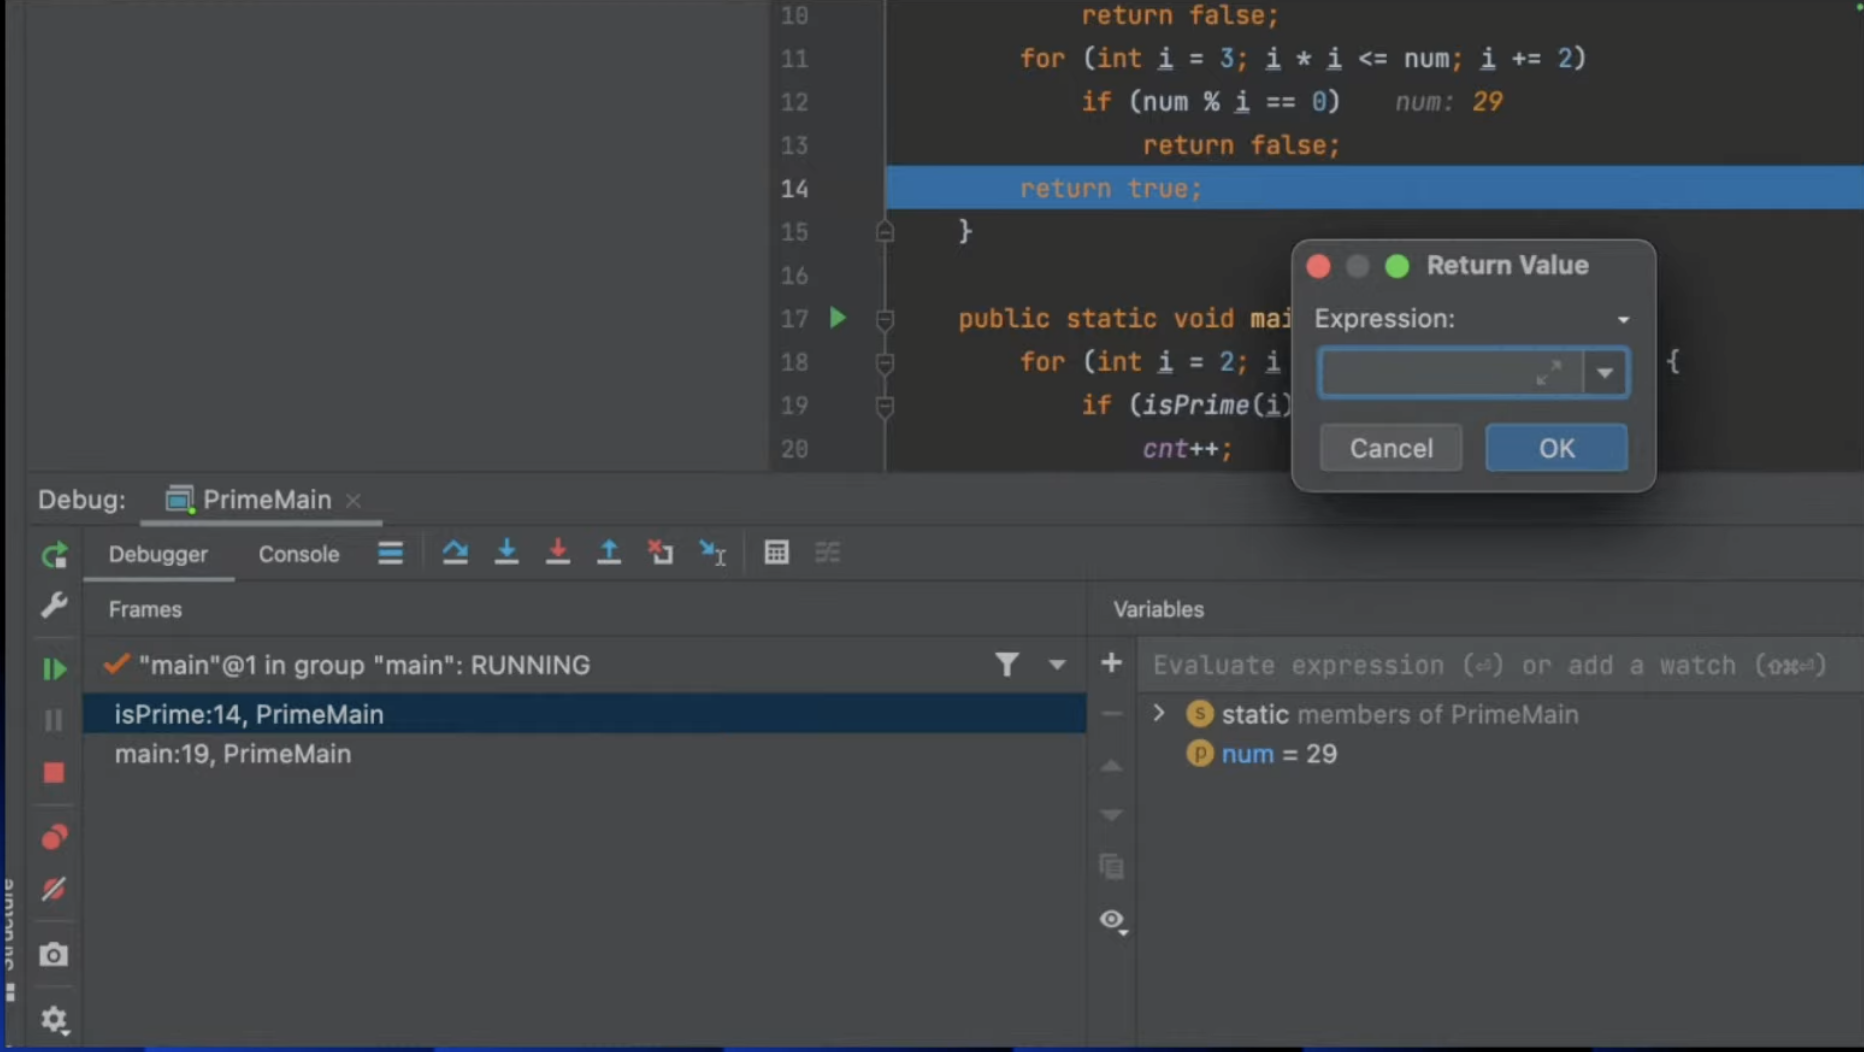 10 return false;
11 for (int i = 3; i * i <= num; i += 2)
12 if (num % i == 0) num: 29
13 return false;
14 return true;
15 }
16
17 public static void mai
18 for (int i = 2; i {
19 if (isPrime(i)
20 cnt++;
Return Value
Expression:
Cancel OK
Debug: PrimeMain
Debugger Console
Frames
Variables
"main"@1 in group "main": RUNNING
Evaluate expression (⏎) or add a watch (⇧⌘⏎)
isPrime:14, PrimeMain
main:19, PrimeMain
static members of PrimeMain
num = 29
Structure